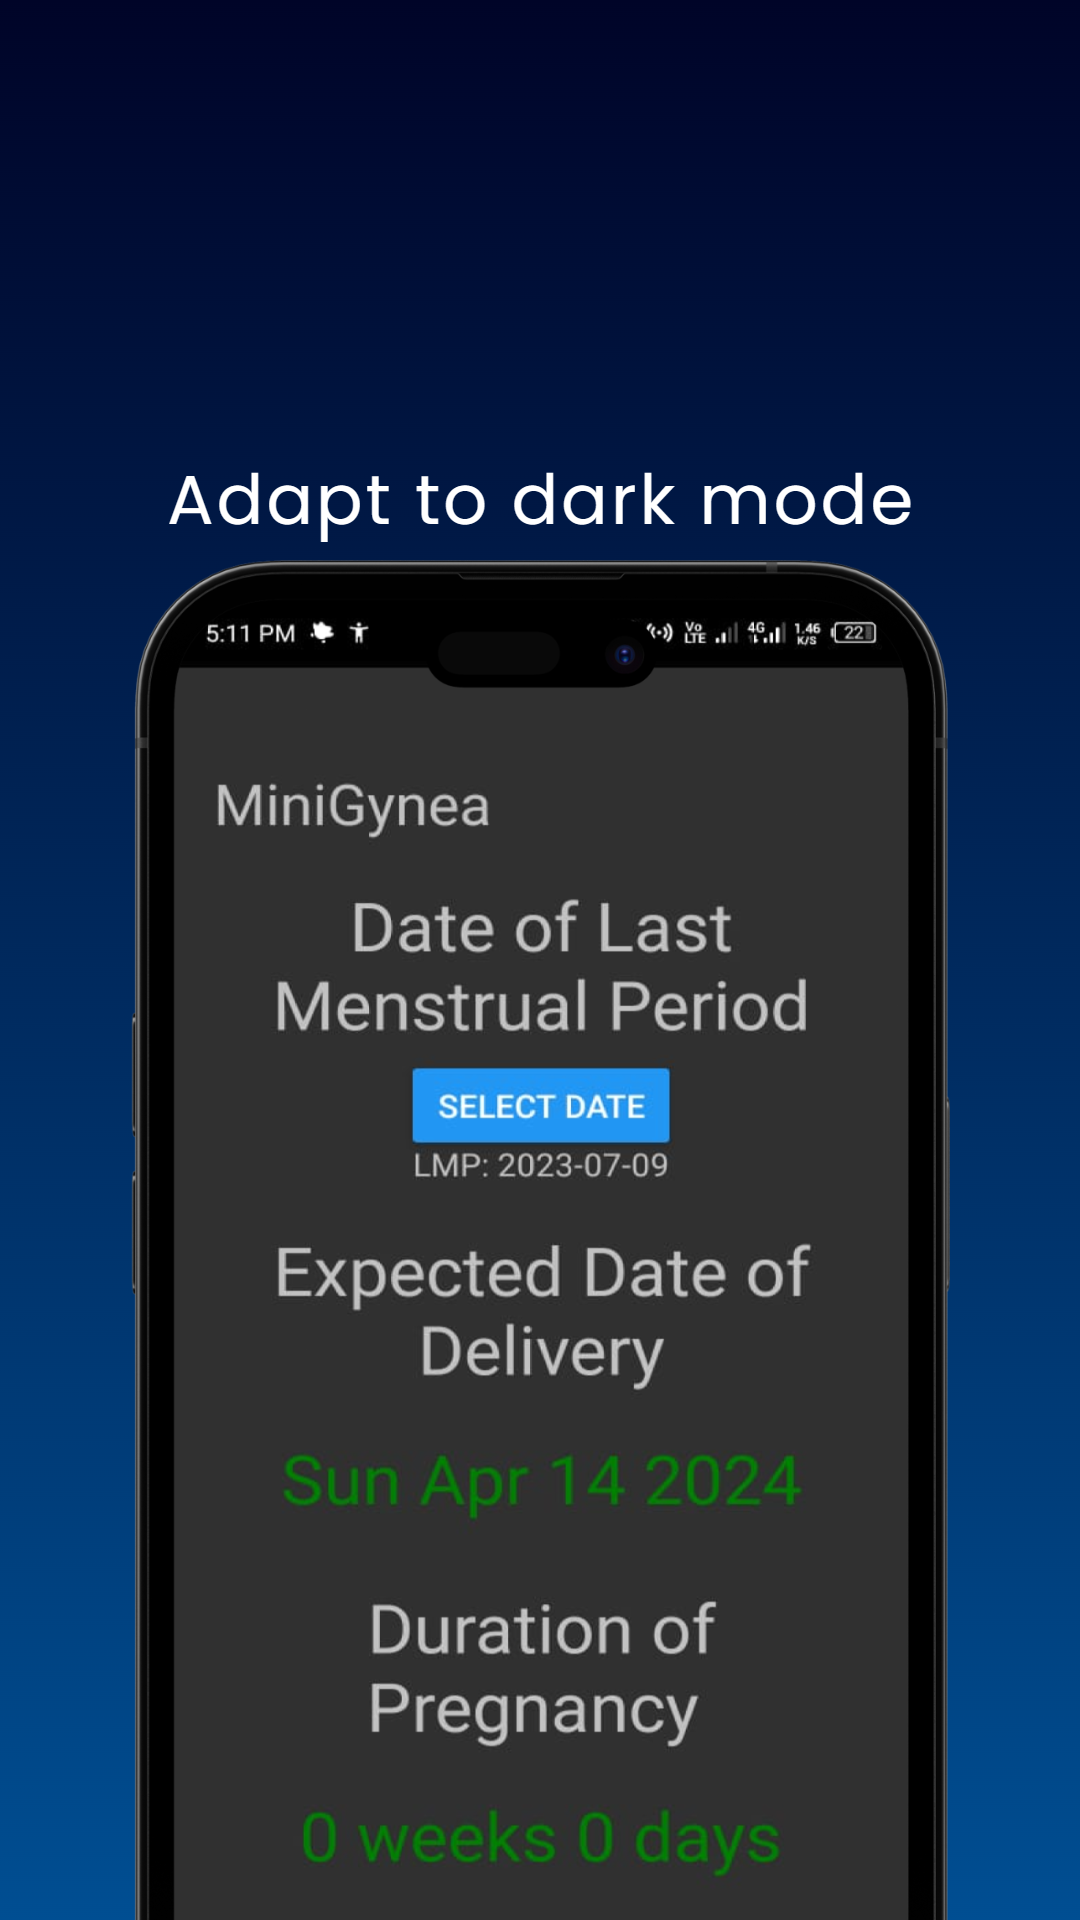 Adapt to dark mode
5:11 PM
Vo
LTE
4G
1.46
K/S
22
MiniGynea
Date of Last
Menstrual Period
SELECT DATE
LMP: 2023-07-09
Expected Date of
Delivery
Sun Apr 14 2024
Duration of
Pregnancy
0 weeks 0 days